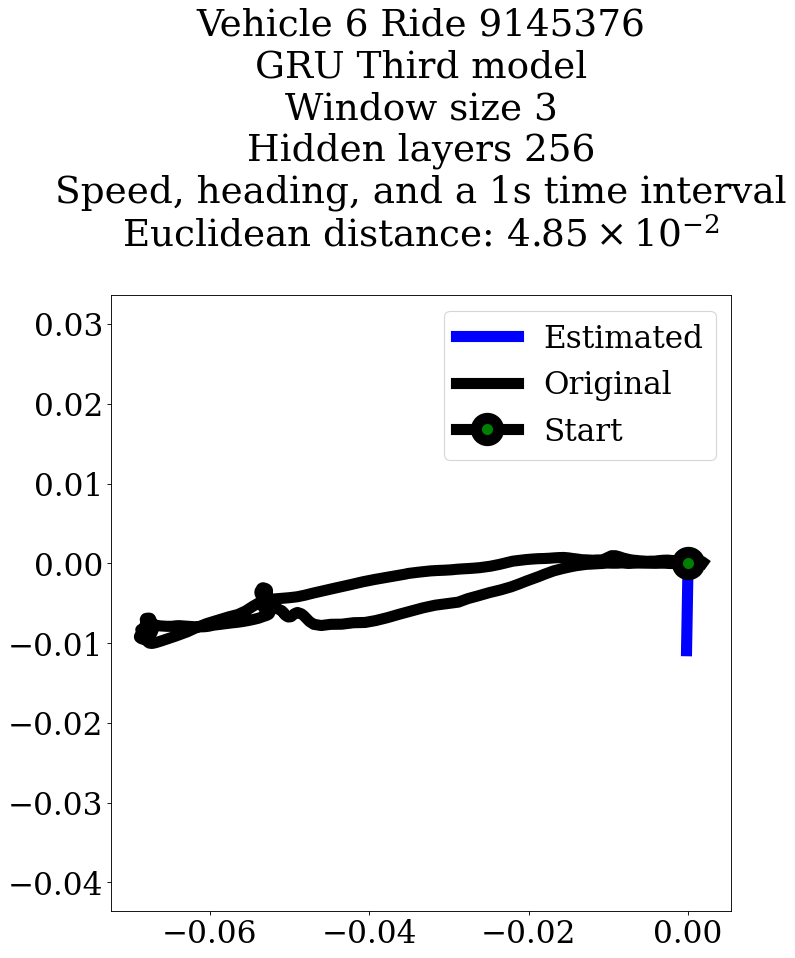 Vehicle 6 Ride 9145376
GRU Third model
Window size 3
Hidden layers 256
Speed, heading, and a 1s time interval
Euclidean distance: 4.85 × 10⁻²
Estimated
Original
Start
0.03
0.02
0.01
0.00
−0.01
−0.02
−0.03
−0.04
−0.06 −0.04 −0.02 0.00